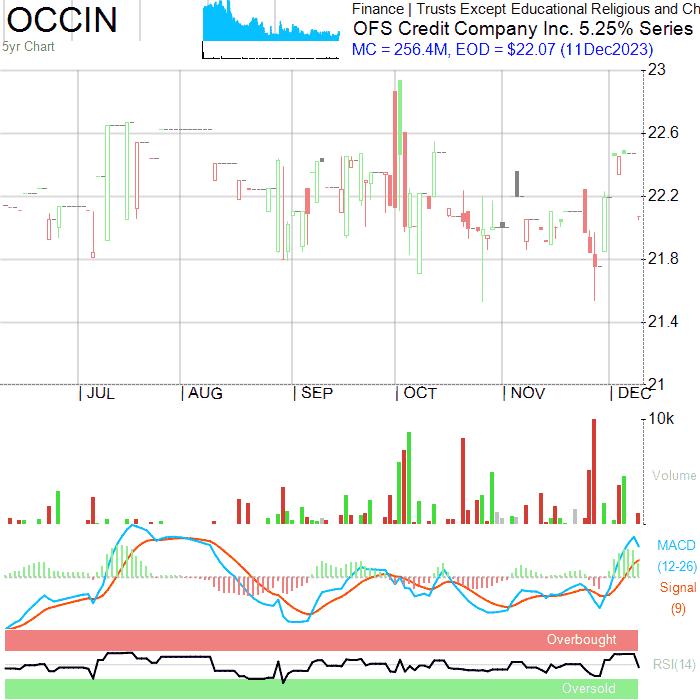 OCCIN
5yr Chart
Finance | Trusts Except Educational Religious and Ch
OFS Credit Company Inc. 5.25% Series
MC = 256.4M, EOD = $22.07 (11Dec2023)
23
22.6
22.2
21.8
21.4
21
| JUL | AUG | SEP | OCT | NOV | DEC
10k
Volume
MACD
(12-26)
Signal
(9)
Overbought
RSI(14)
Oversold